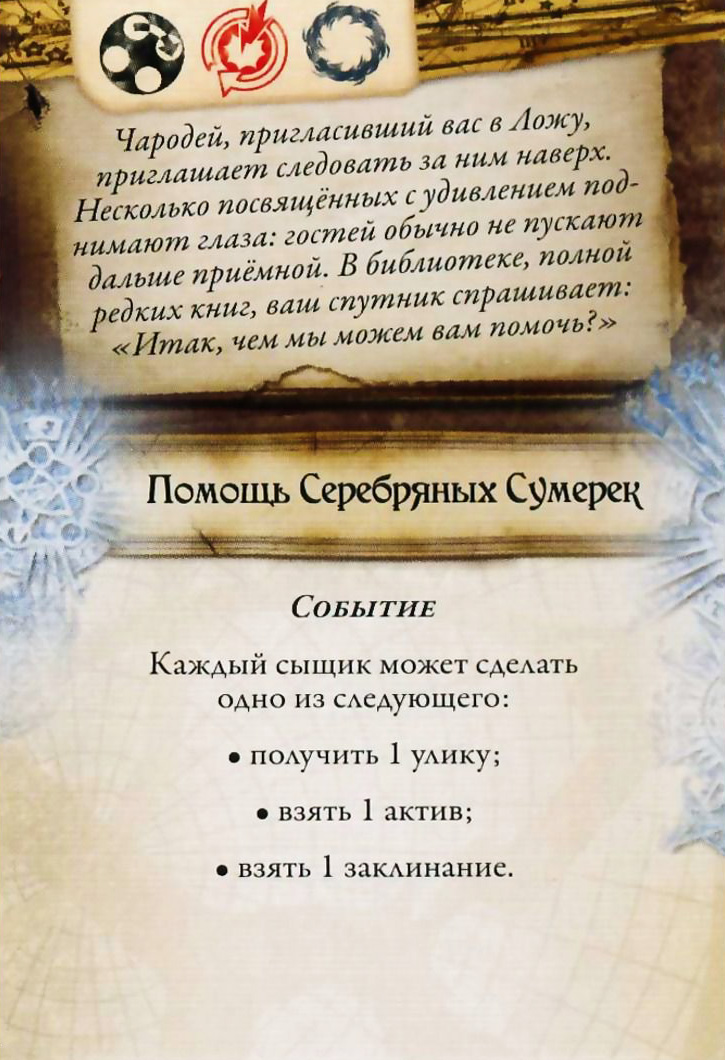 Чародей, пригласивший вас в Ложу,
приглашает следовать за ним наверх.
Несколько посвящённых с удивлением под-
нимают глаза: гостей обычно не пускают
дальше приёмной. В библиотеке, полной
редких книг, ваш спутник спрашивает:
«Итак, чем мы можем вам помочь?»
Помощь Серебряных Сумерек
Событие
Каждый сыщик может сделать
одно из следующего:
• получить 1 улику;
• взять 1 актив;
• взять 1 заклинание.